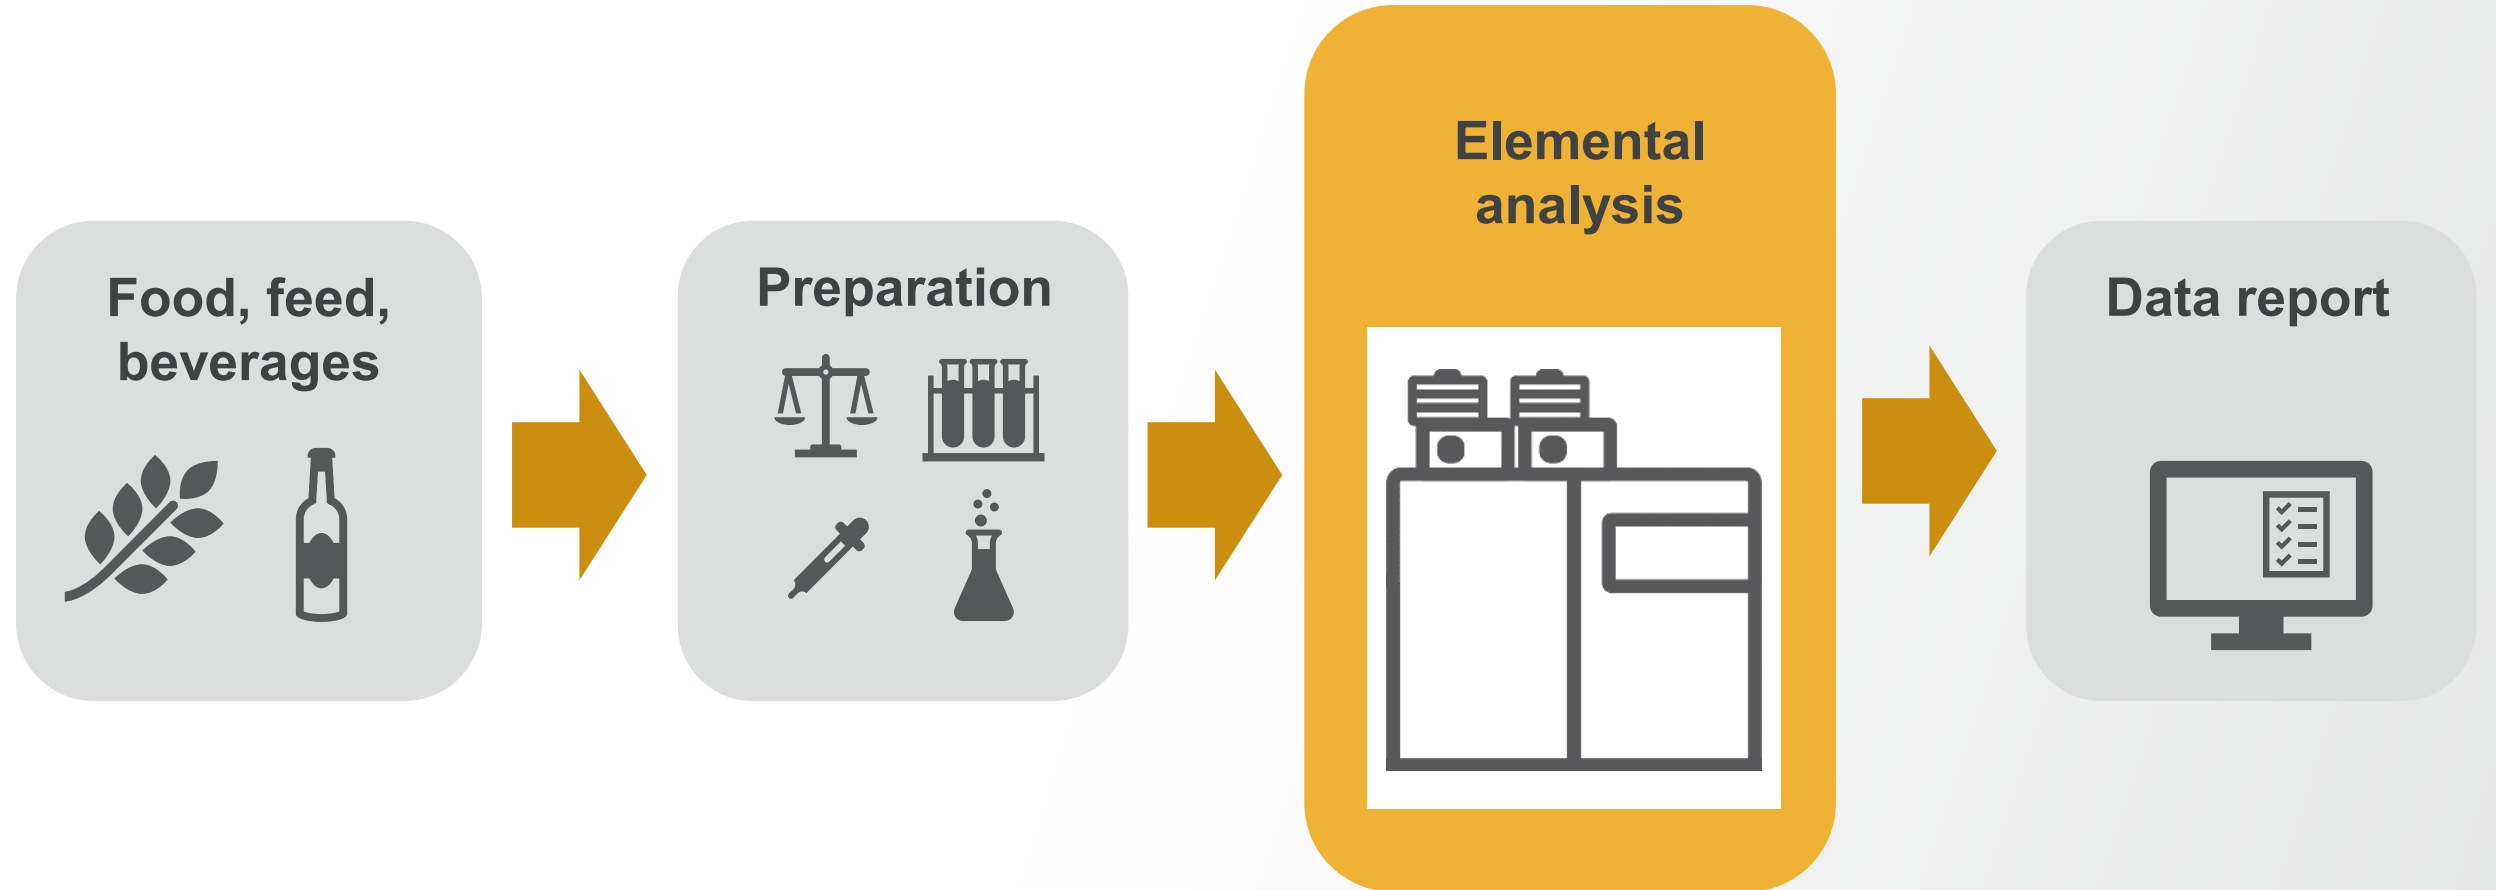 Food, feed,
beverages
Preparation
Elemental
analysis
Data report